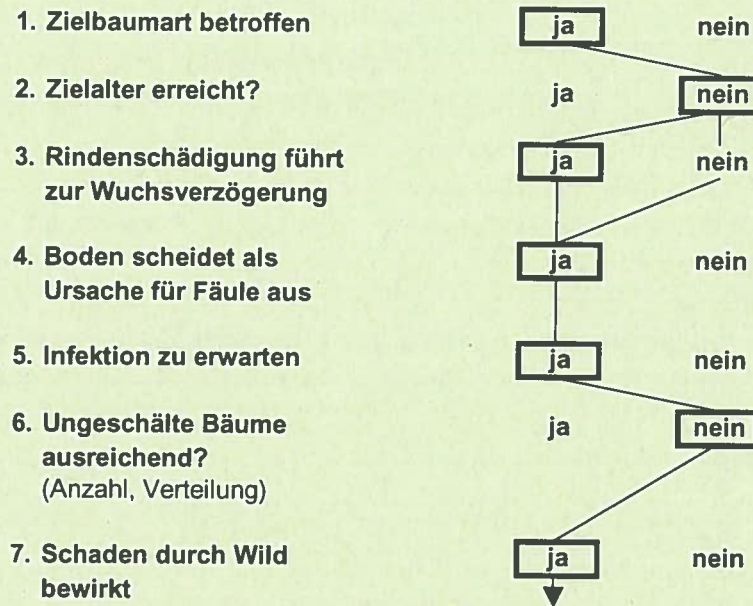 1. Zielbaumart betroffen ja nein
2. Zielalter erreicht? ja nein
3. Rindenschädigung führt ja nein
zur Wuchsverzögerung
4. Boden scheidet als ja nein
Ursache für Fäule aus
5. Infektion zu erwarten ja nein
6. Ungeschälte Bäume ja nein
ausreichend?
(Anzahl, Verteilung)
7. Schaden durch Wild ja nein
bewirkt